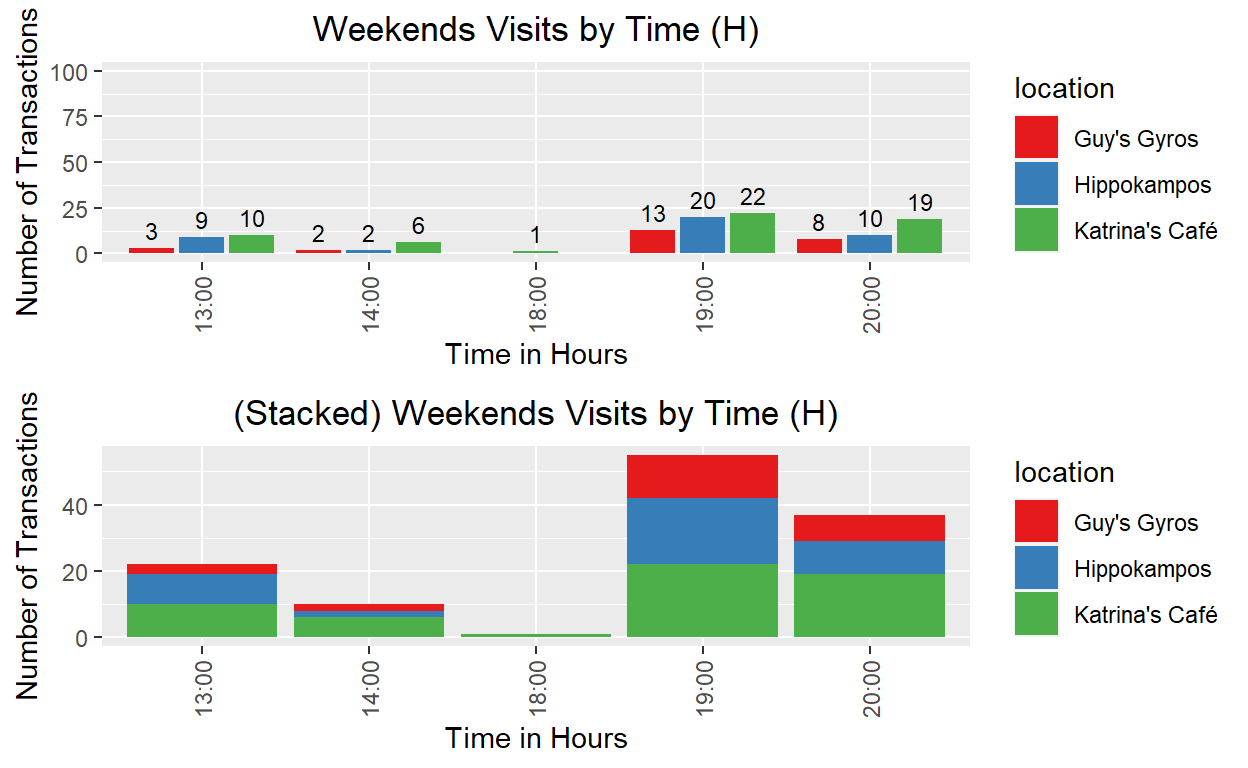 Weekends Visits by Time (H)
Number of Transactions
100
75
50
25
0
3 9 10 2 2 6 1 13 20 22 8 10 19
13:00 14:00 18:00 19:00 20:00
Time in Hours
location
Guy's Gyros
Hippokampos
Katrina's Café
(Stacked) Weekends Visits by Time (H)
Number of Transactions
40
20
0
13:00 14:00 18:00 19:00 20:00
Time in Hours
location
Guy's Gyros
Hippokampos
Katrina's Café